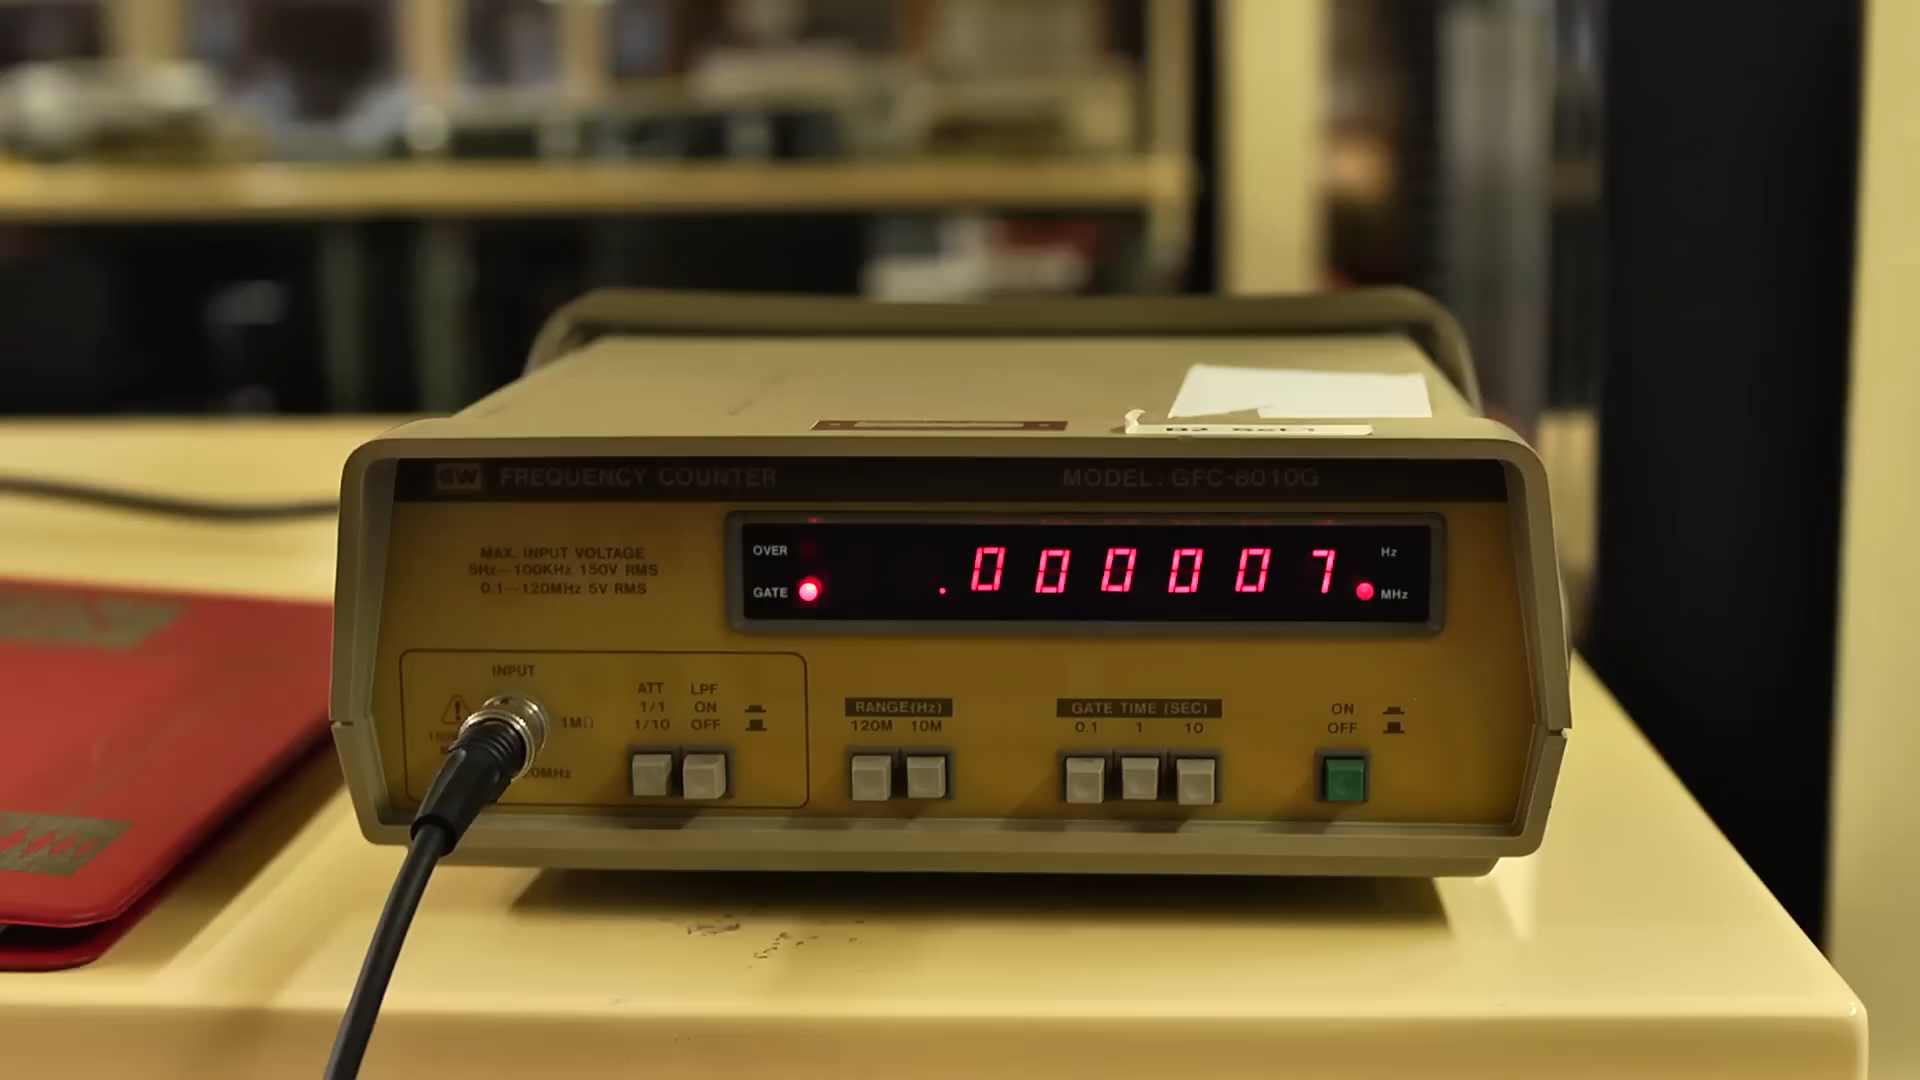 GW FREQUENCY COUNTER MODEL: GFC-8010G
MAX. INPUT VOLTAGE
5Hz~100KHz 150V RMS
0.1~120MHz 5V RMS
OVER
GATE
.000007
Hz
MHz
INPUT
1MΩ
ATT
1/1
1/10
LPF
ON
OFF
RANGE(Hz)
120M 10M
GATE TIME (SEC)
0.1 1 10
ON
OFF